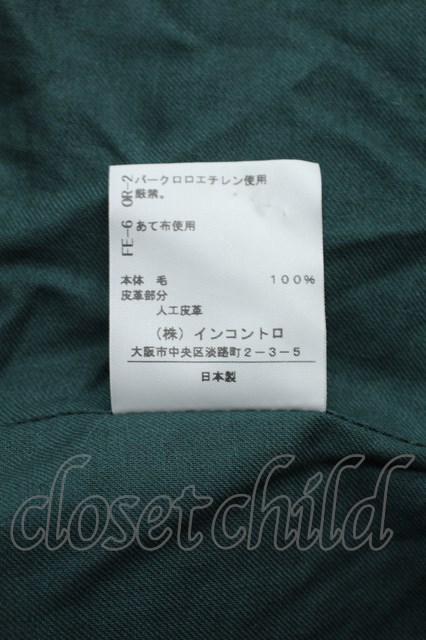 OR-2 パークロロエチレン使用
厳禁。
FE-6 あて布使用
本体 毛 100%
皮革部分
人工皮革
(株) インコントロ
大阪市中央区淡路町2-3-5
日本製
closet child